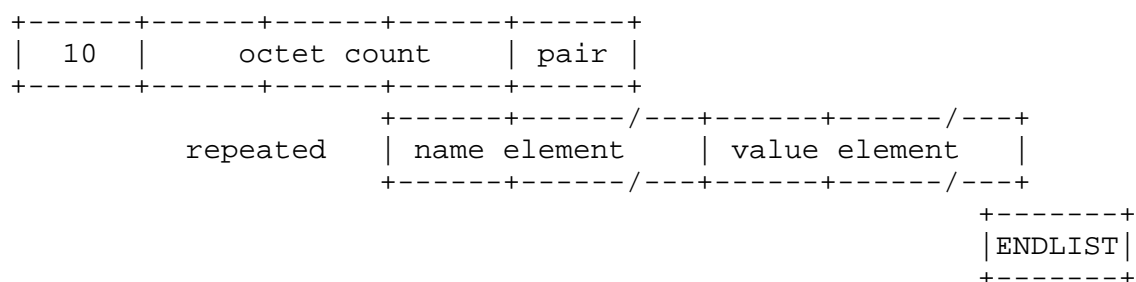 +------+------+------+------+------+
|  10  |     octet count      | pair |
+------+------+------+------+------+
+------+------/---+------+------/---+
repeated   | name element    | value element   |
+------+------/---+------+------/---+
+-------+
|ENDLIST|
+-------+